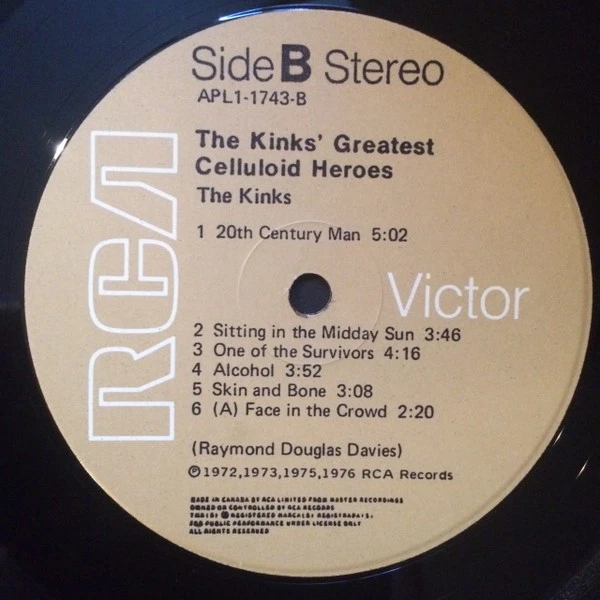 Side B Stereo
APL1-1743-B
The Kinks' Greatest
Celluloid Heroes
The Kinks
1 20th Century Man 5:02
RCA
Victor
2 Sitting in the Midday Sun 3:46
3 One of the Survivors 4:16
4 Alcohol 3:52
5 Skin and Bone 3:08
6 (A) Face in the Crowd 2:20
(Raymond Douglas Davies)
℗ 1972,1973,1975,1976 RCA Records
MADE IN CANADA BY RCA LIMITED FROM MASTER RECORDINGS
OWNED OR CONTROLLED BY RCA RECORDS
REGISTERED
FOR PUBLIC PERFORMANCE UNDER LICENSE ONLY
ALL RIGHTS RESERVED